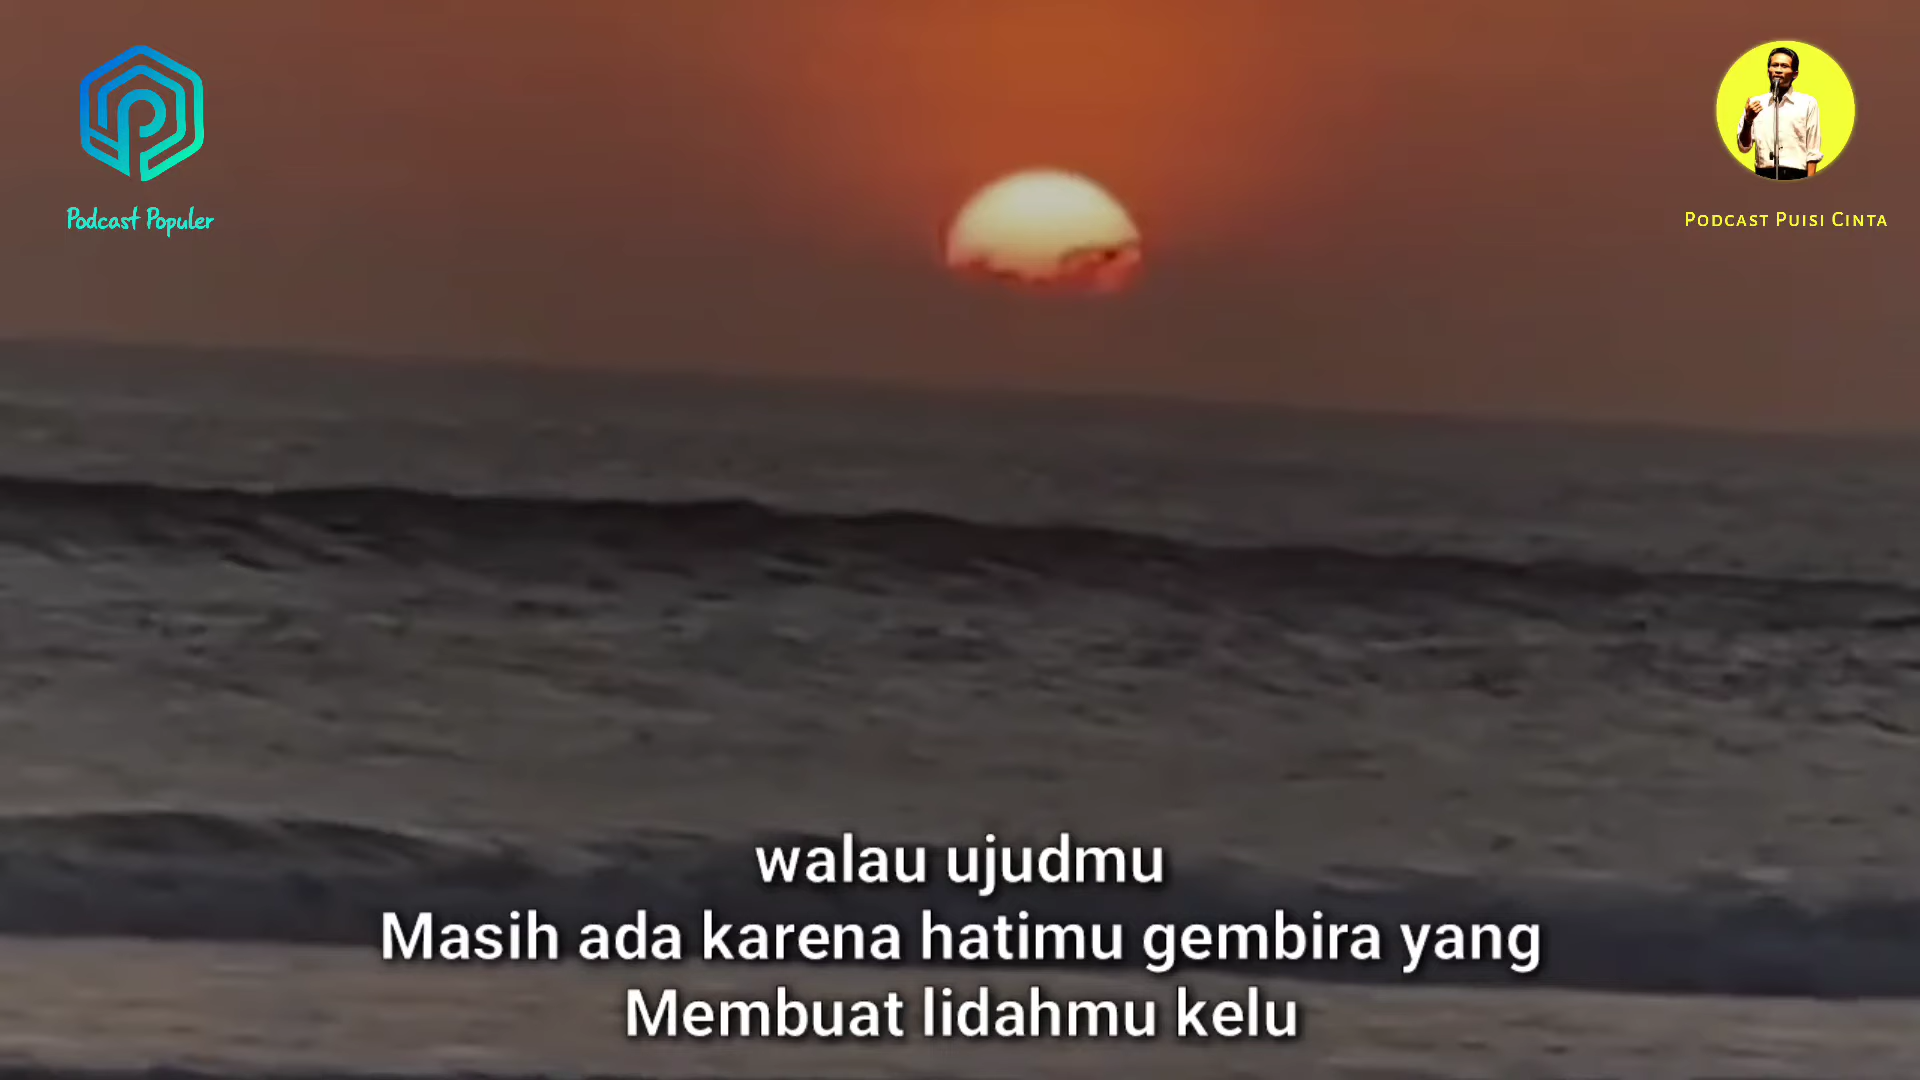 Podcast Populer
PODCAST PUISI CINTA
walau ujudmu
Masih ada karena hatimu gembira yang
Membuat lidahmu kelu